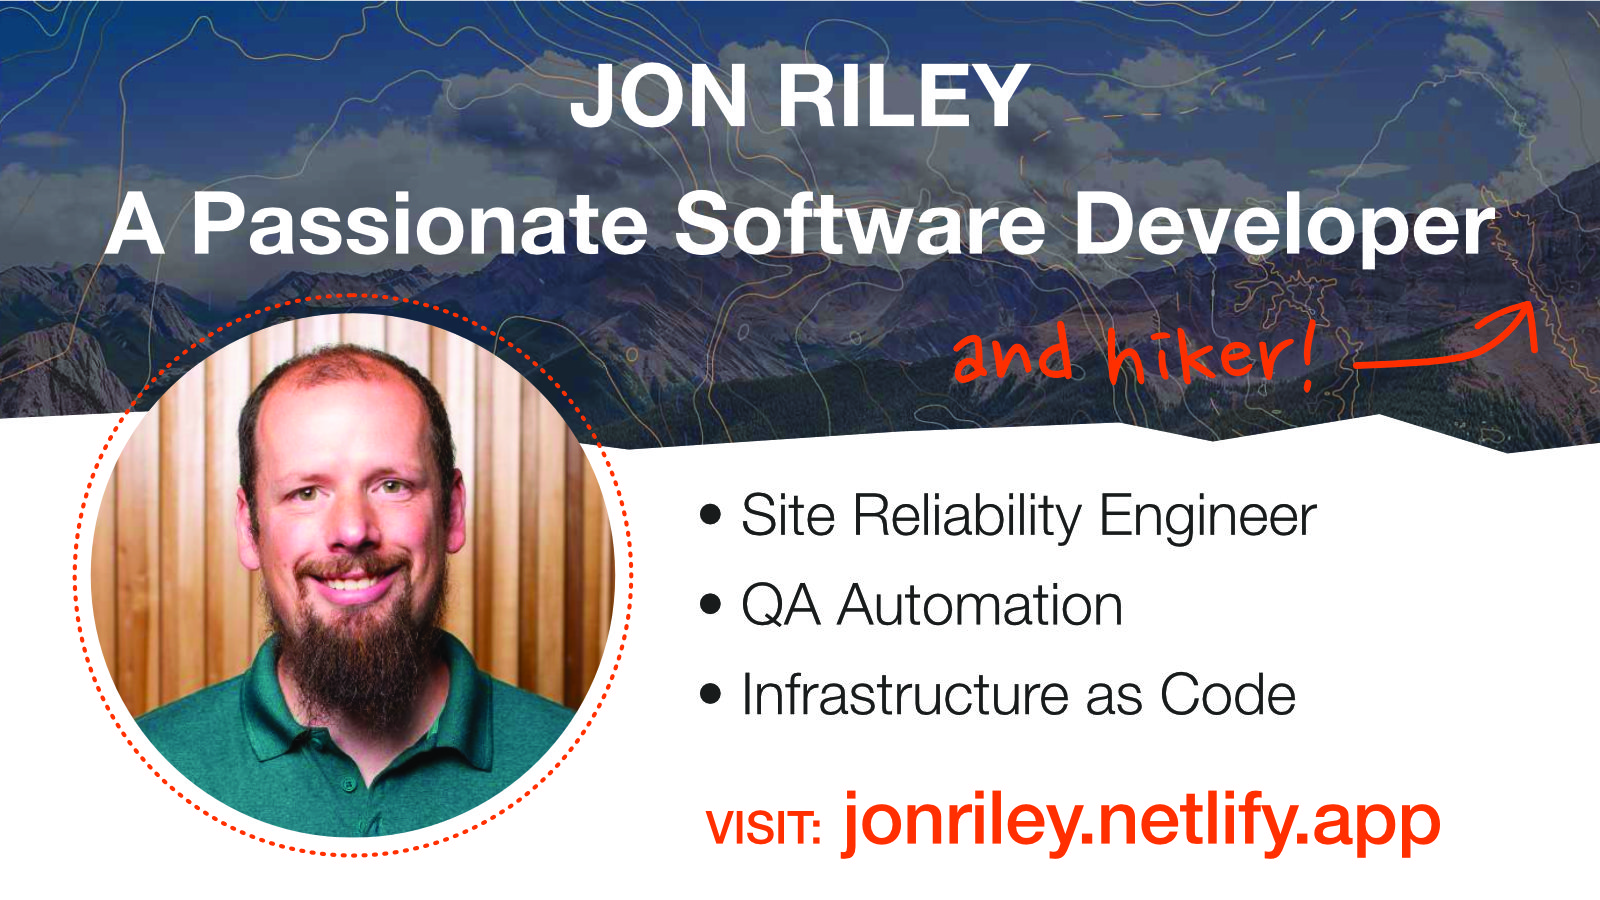 JON RILEY
A Passionate Software Developer
and hiker!
• Site Reliability Engineer
• QA Automation
• Infrastructure as Code
VISIT: jonriley.netlify.app